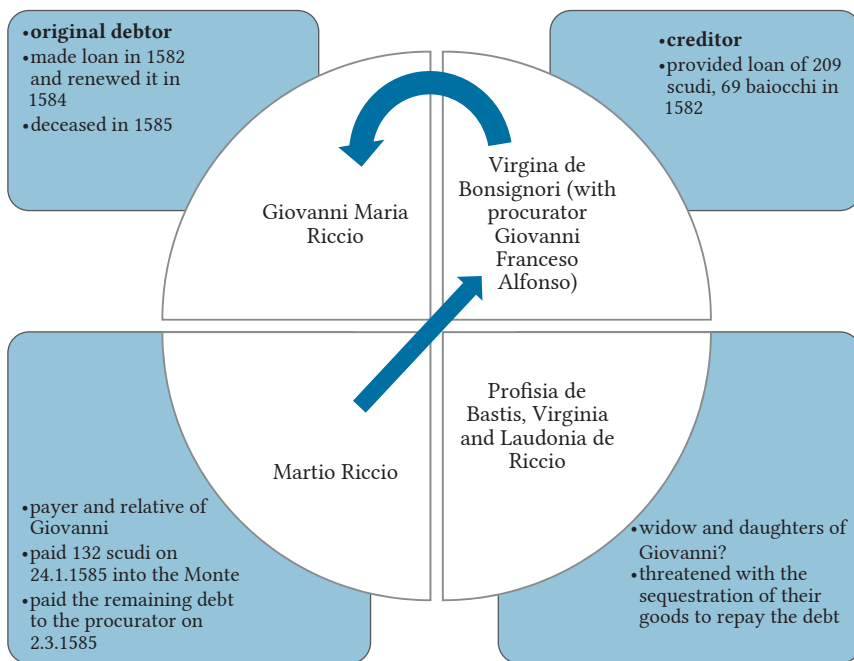 •original debtor
•made loan in 1582
and renewed it in
1584
•deceased in 1585
•creditor
•provided loan of 209
scudi, 69 baiocchi in
1582
Giovanni Maria
Riccio
Virgina de
Bonsignori (with
procurator
Giovanni
Franceso
Alfonso)
Martio Riccio
Profisia de
Bastis, Virginia
and Laudonia de
Riccio
•payer and relative of
Giovanni
•paid 132 scudi on
24.1.1585 into the Monte
•paid the remaining debt
to the procurator on
2.3.1585
•widow and daughters of
Giovanni?
•threatened with the
sequestration of their
goods to repay the debt